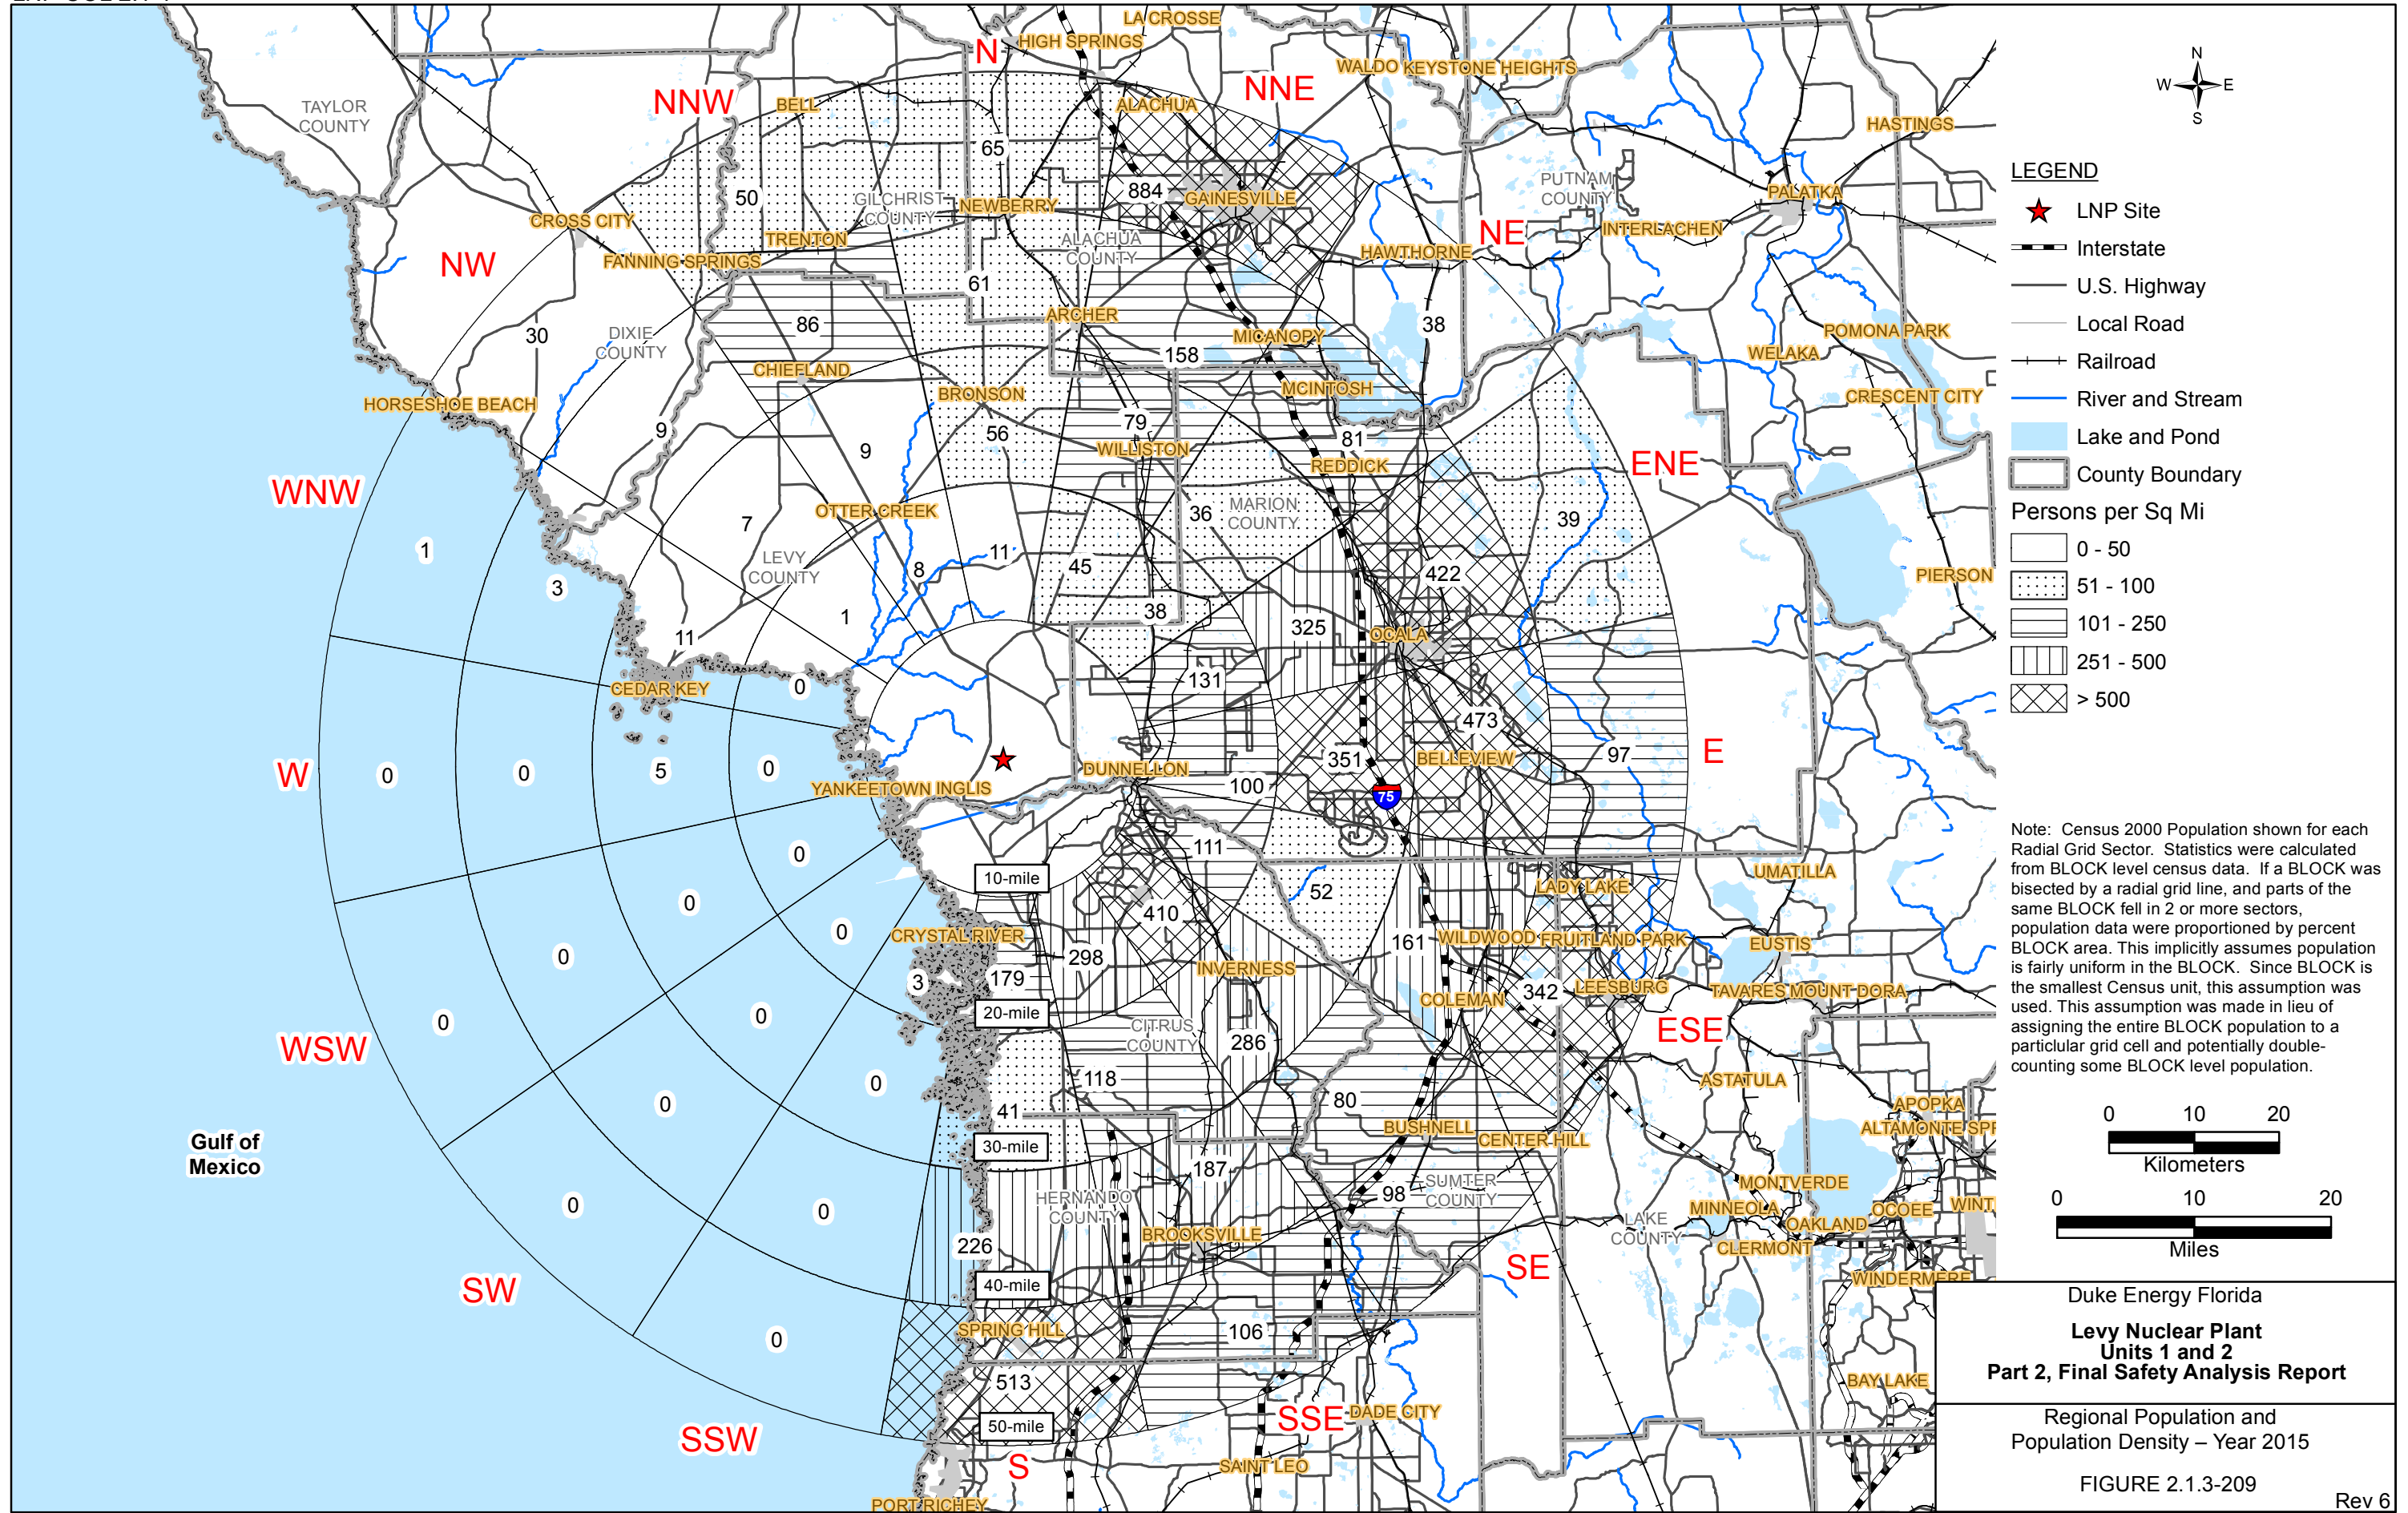 LA CROSSE
HIGH SPRINGS
N
WALDO
KEYSTONE HEIGHTS
NNE
NNW
BELL
ALACHUA
TAYLOR
COUNTY
HASTINGS
65
50
884
GAINESVILLE
GILCHRIST
COUNTY
NEWBERRY
PUTNAM
COUNTY
PALATKA
CROSS CITY
TRENTON
ALACHUA
COUNTY
HAWTHORNE
NE
INTERLACHEN
NW
FANNING SPRINGS
61
ARCHER
86
30
DIXIE
COUNTY
MICANOPY
38
POMONA PARK
158
WELAKA
CHIEFLAND
BRONSON
MCINTOSH
CRESCENT CITY
HORSESHOE BEACH
9
9
56
79
WILLISTON
81
REDDICK
ENE
WNW
OTTER CREEK
7
36
MARION
COUNTY
39
1
LEVY
COUNTY
8
11
45
422
PIERSON
3
1
38
11
325
OCALA
CEDAR KEY
0
131
473
W
0
0
5
0
DUNNELLON
351
BELLEVIEW
97
E
YANKEETOWN
INGLIS
100
75
0
111
10-mile
LADY LAKE
UMATILLA
0
410
52
0
CRYSTAL RIVER
161
WILDWOOD
FRUITLAND PARK
EUSTIS
0
298
INVERNESS
3
179
342
LEESBURG
COLEMAN
TAVARES
MOUNT DORA
0
0
20-mile
CITRUS
COUNTY
286
ESE
WSW
0
118
ASTATULA
0
41
80
APOPKA
Gulf of
Mexico
30-mile
BUSHNELL
CENTER HILL
ALTAMONTE SPR
187
HERNANDO
COUNTY
98
SUMTER
COUNTY
MONTVERDE
0
0
MINNEOLA
OAKLAND
OCOEE
WINT
LAKE
COUNTY
BROOKSVILLE
226
CLERMONT
SW
40-mile
SE
WINDERMERE
0
SPRING HILL
106
513
BAY LAKE
SSW
50-mile
SSE
DADE CITY
S
SAINT LEO
PORT RICHEY
N
W
E
S
LEGEND
LNP Site
Interstate
U.S. Highway
Local Road
Railroad
River and Stream
Lake and Pond
County Boundary
Persons per Sq Mi
0 - 50
51 - 100
101 - 250
251 - 500
> 500
Note: Census 2000 Population shown for each
Radial Grid Sector. Statistics were calculated
from BLOCK level census data. If a BLOCK was
bisected by a radial grid line, and parts of the
same BLOCK fell in 2 or more sectors,
population data were proportioned by percent
BLOCK area. This implicitly assumes population
is fairly uniform in the BLOCK. Since BLOCK is
the smallest Census unit, this assumption was
used. This assumption was made in lieu of
assigning the entire BLOCK population to a
particlular grid cell and potentially double-
counting some BLOCK level population.
0 10 20
Kilometers
0 10 20
Miles
Duke Energy Florida
Levy Nuclear Plant
Units 1 and 2
Part 2, Final Safety Analysis Report
Regional Population and
Population Density – Year 2015
FIGURE 2.1.3-209
Rev 6